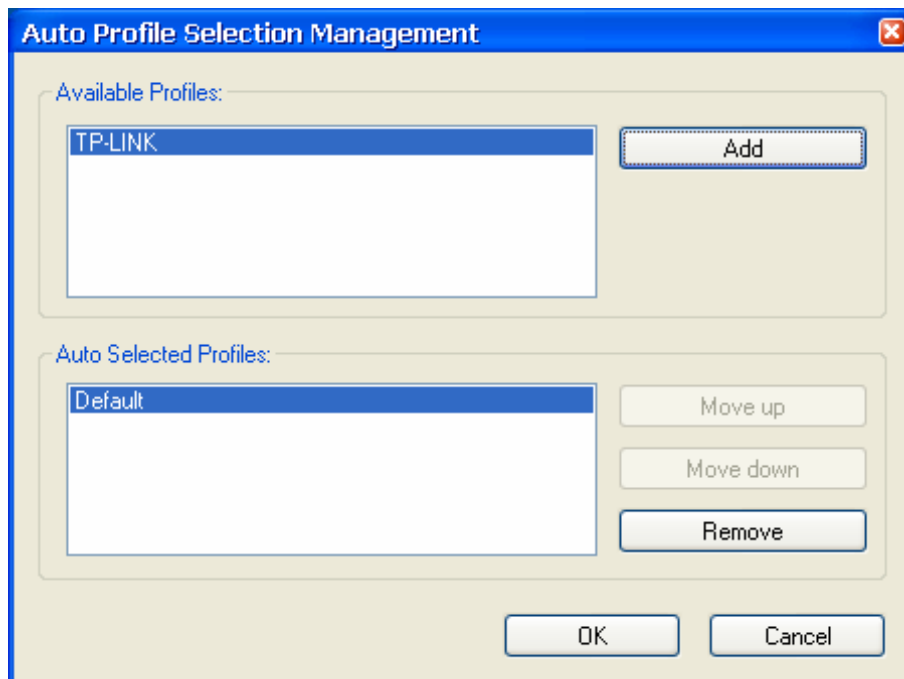 Auto Profile Selection Management
Available Profiles:
TP-LINK
Add
Auto Selected Profiles:
Default
Move up
Move down
Remove
OK
Cancel